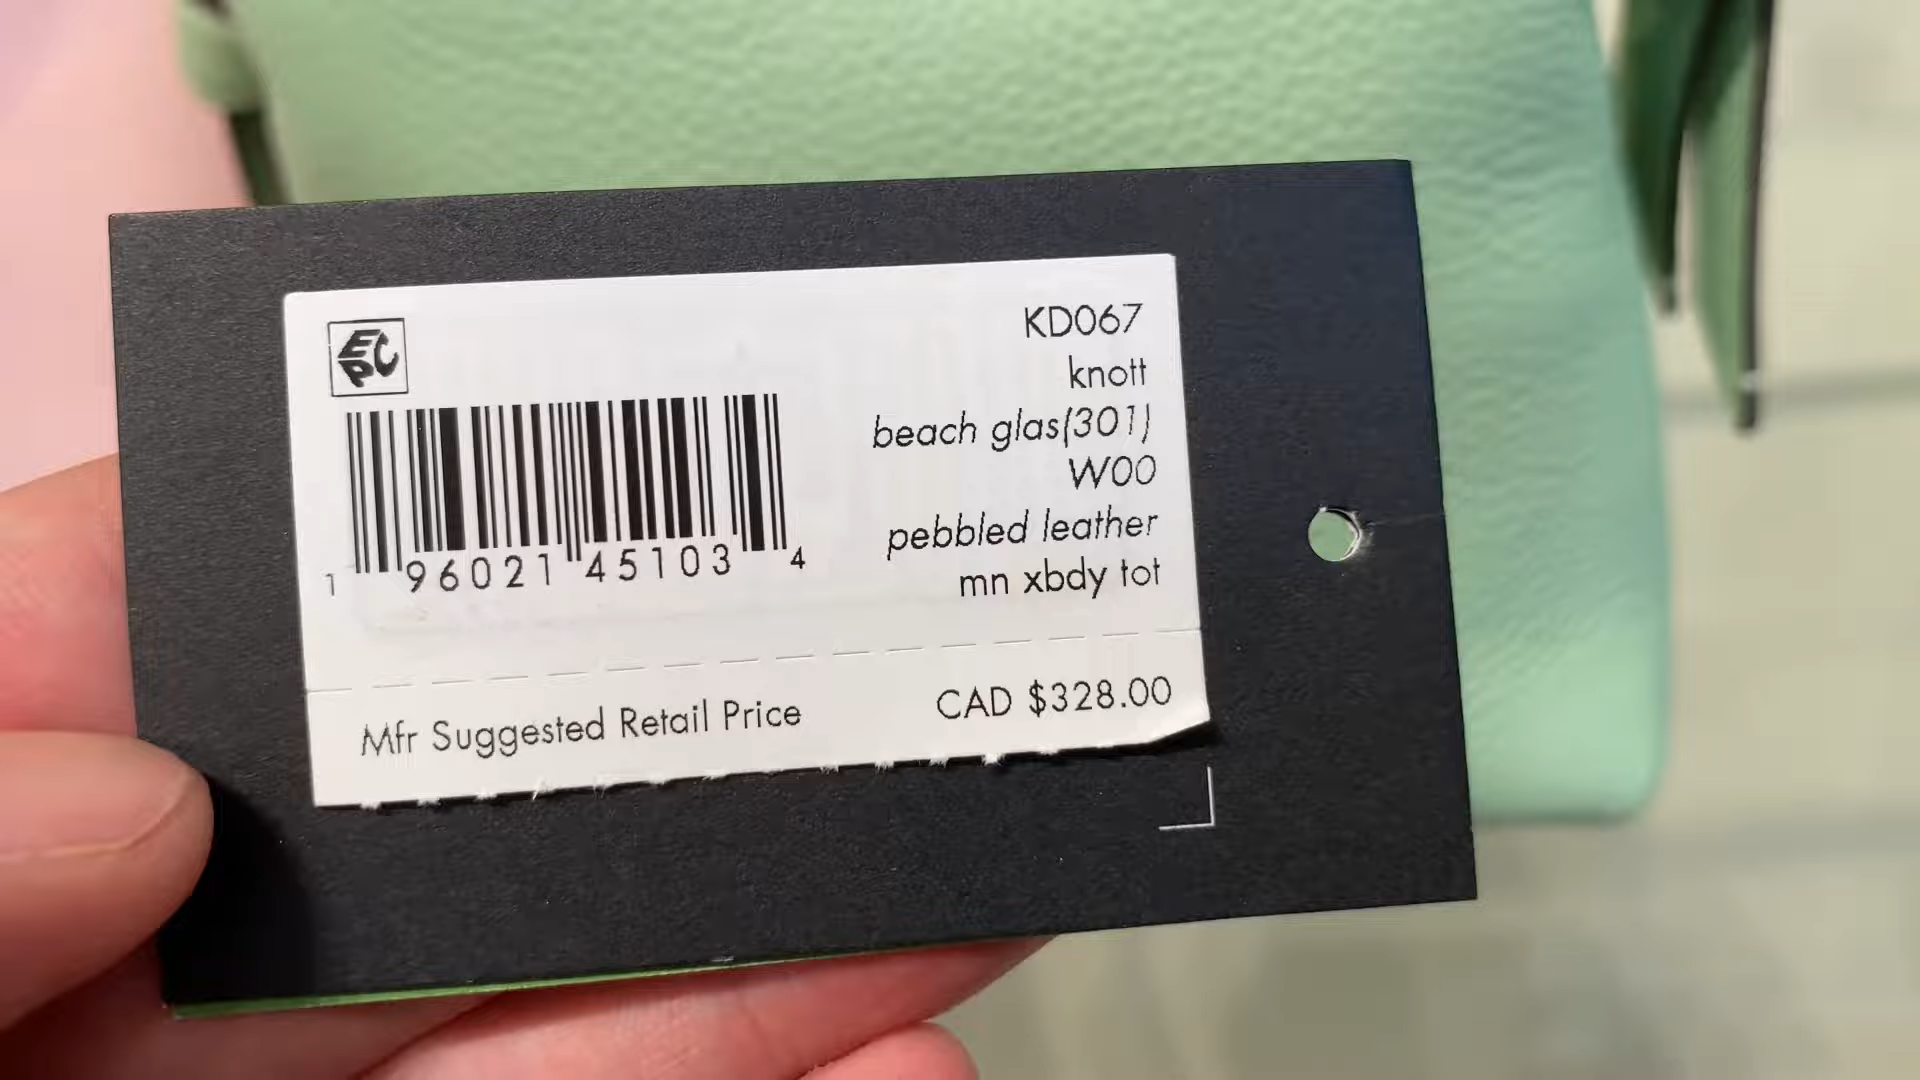 EPC
KD067
knott
beach glas(301)
W00
pebbled leather
mn xbdy tot
1 96021 45103 4
Mfr Suggested Retail Price CAD $328.00